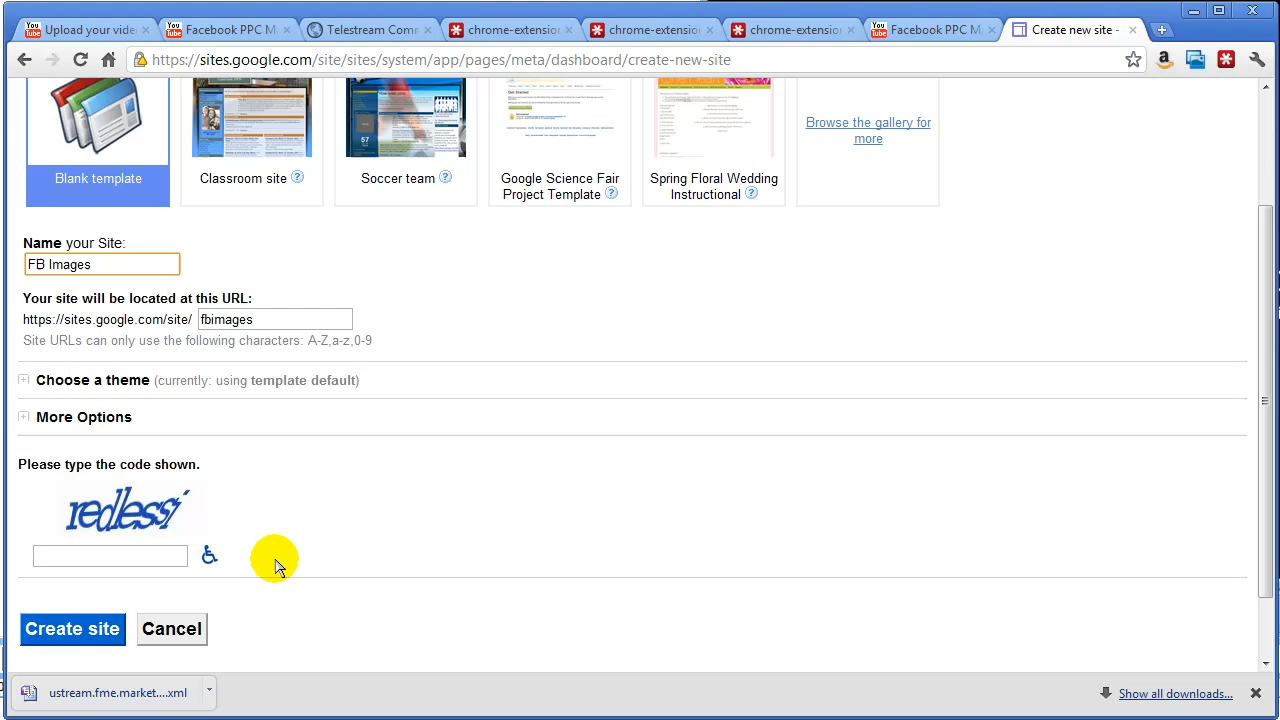 Upload your vide
Facebook PPC M
Telestream Com
chrome-extension
chrome-extension
chrome-extension
Facebook PPC M
Create new site -
https://sites.google.com/site/sites/system/app/pages/meta/dashboard/create-new-site
Browse the gallery for
more
Blank template
Classroom site
Soccer team
Google Science Fair
Project Template
Spring Floral Wedding
Instructional
Name your Site:
FB Images
Your site will be located at this URL:
https://sites.google.com/site/ fbimages
Site URLs can only use the following characters: A-Z,a-z,0-9
Choose a theme (currently: using template default)
More Options
Please type the code shown.
Create site
Cancel
ustream.fme.market....xml
Show all downloads...